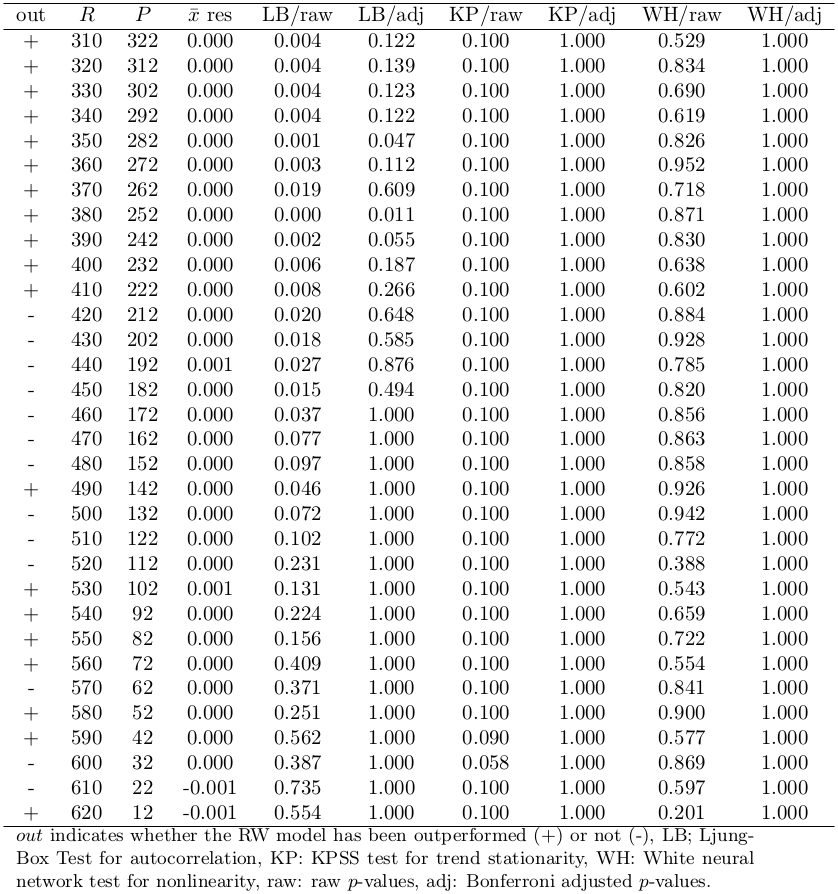 out R P x̄ res LB/raw LB/adj KP/raw KP/adj WH/raw WH/adj
+ 310 322 0.000 0.004 0.122 0.100 1.000 0.529 1.000
+ 320 312 0.000 0.004 0.139 0.100 1.000 0.834 1.000
+ 330 302 0.000 0.004 0.123 0.100 1.000 0.690 1.000
+ 340 292 0.000 0.004 0.122 0.100 1.000 0.619 1.000
+ 350 282 0.000 0.001 0.047 0.100 1.000 0.826 1.000
+ 360 272 0.000 0.003 0.112 0.100 1.000 0.952 1.000
+ 370 262 0.000 0.019 0.609 0.100 1.000 0.718 1.000
+ 380 252 0.000 0.000 0.011 0.100 1.000 0.871 1.000
+ 390 242 0.000 0.002 0.055 0.100 1.000 0.830 1.000
+ 400 232 0.000 0.006 0.187 0.100 1.000 0.638 1.000
+ 410 222 0.000 0.008 0.266 0.100 1.000 0.602 1.000
- 420 212 0.000 0.020 0.648 0.100 1.000 0.884 1.000
- 430 202 0.000 0.018 0.585 0.100 1.000 0.928 1.000
- 440 192 0.001 0.027 0.876 0.100 1.000 0.785 1.000
- 450 182 0.000 0.015 0.494 0.100 1.000 0.820 1.000
- 460 172 0.000 0.037 1.000 0.100 1.000 0.856 1.000
- 470 162 0.000 0.077 1.000 0.100 1.000 0.863 1.000
- 480 152 0.000 0.097 1.000 0.100 1.000 0.858 1.000
+ 490 142 0.000 0.046 1.000 0.100 1.000 0.926 1.000
- 500 132 0.000 0.072 1.000 0.100 1.000 0.942 1.000
- 510 122 0.000 0.102 1.000 0.100 1.000 0.772 1.000
- 520 112 0.000 0.231 1.000 0.100 1.000 0.388 1.000
+ 530 102 0.001 0.131 1.000 0.100 1.000 0.543 1.000
+ 540 92 0.000 0.224 1.000 0.100 1.000 0.659 1.000
+ 550 82 0.000 0.156 1.000 0.100 1.000 0.722 1.000
+ 560 72 0.000 0.409 1.000 0.100 1.000 0.554 1.000
- 570 62 0.000 0.371 1.000 0.100 1.000 0.841 1.000
+ 580 52 0.000 0.251 1.000 0.100 1.000 0.900 1.000
+ 590 42 0.000 0.562 1.000 0.090 1.000 0.577 1.000
- 600 32 0.000 0.387 1.000 0.058 1.000 0.869 1.000
- 610 22 -0.001 0.735 1.000 0.100 1.000 0.597 1.000
+ 620 12 -0.001 0.554 1.000 0.100 1.000 0.201 1.000
out indicates whether the RW model has been outperformed (+) or not (-), LB; Ljung-
Box Test for autocorrelation, KP: KPSS test for trend stationarity, WH: White neural
network test for nonlinearity, raw: raw p-values, adj: Bonferroni adjusted p-values.